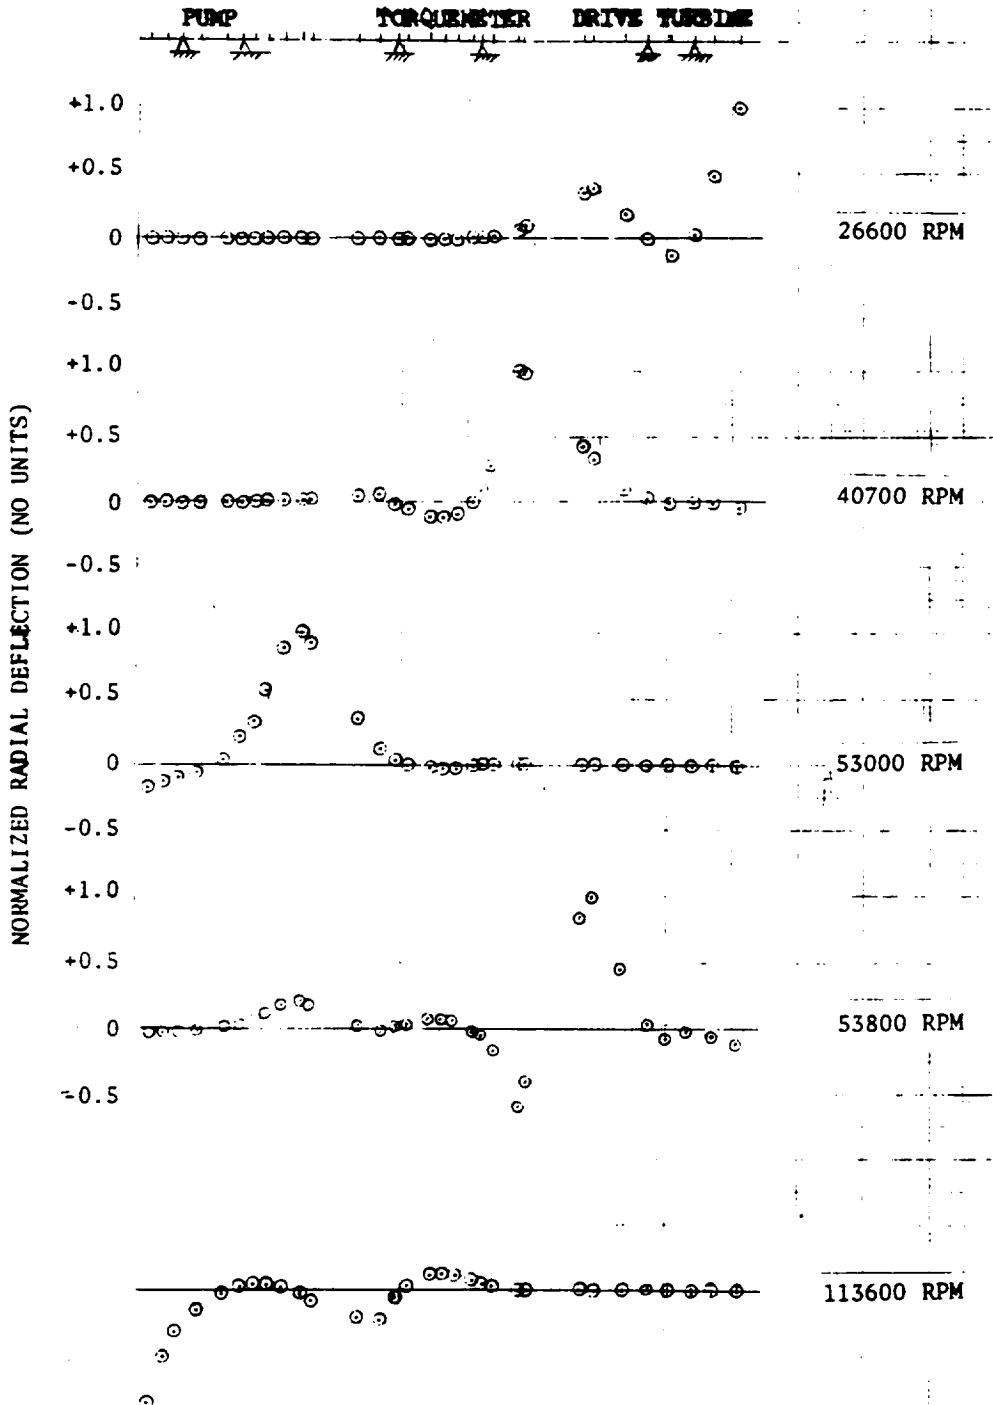 PUMP TORQUEMETER DRIVE TURBINE
+1.0
+0.5
0
-0.5
26600 RPM
+1.0
+0.5
0
-0.5
40700 RPM
+1.0
+0.5
0
-0.5
53000 RPM
+1.0
+0.5
0
-0.5
53800 RPM
113600 RPM
NORMALIZED RADIAL DEFLECTION (NO UNITS)